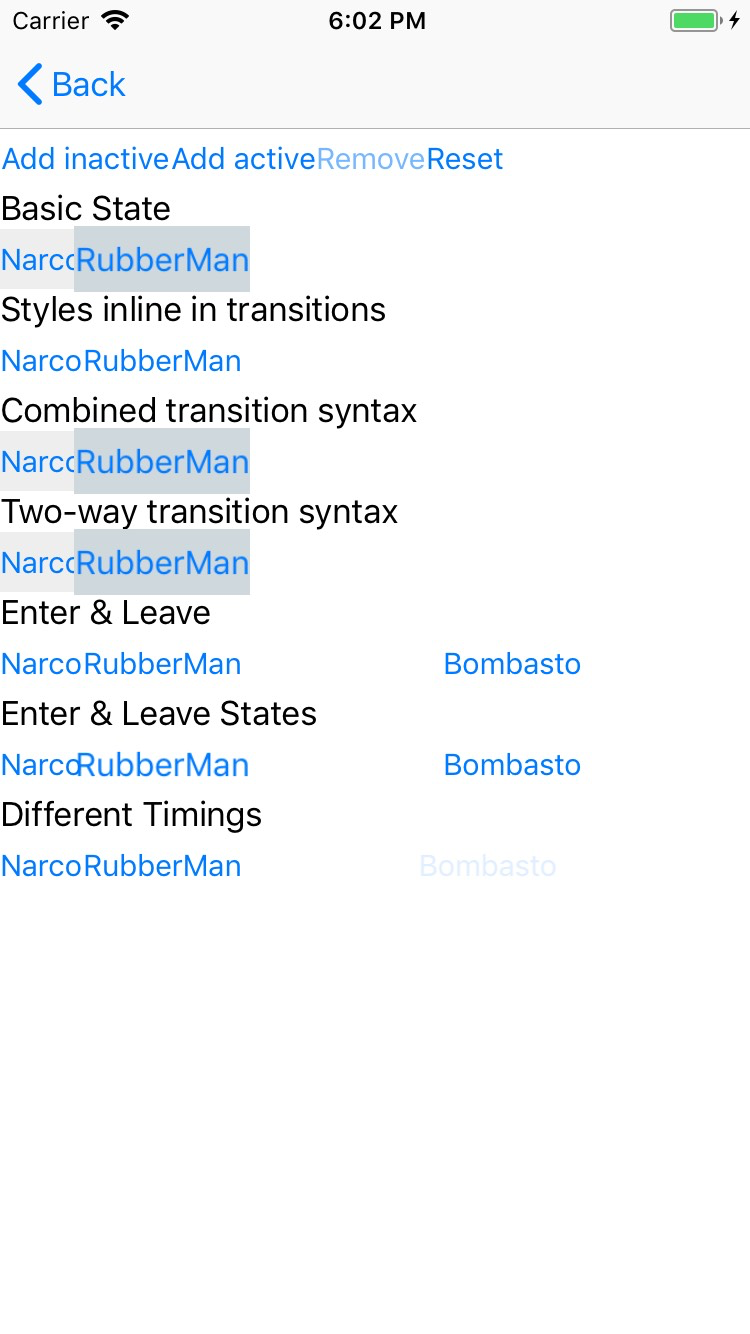 Carrier 6:02 PM
Back
Add inactive Add active Remove Reset
Basic State
Narco RubberMan
Styles inline in transitions
Narco RubberMan
Combined transition syntax
Narco RubberMan
Two-way transition syntax
Narco RubberMan
Enter & Leave
Narco RubberMan Bombasto
Enter & Leave States
Narco RubberMan Bombasto
Different Timings
Narco RubberMan Bombasto